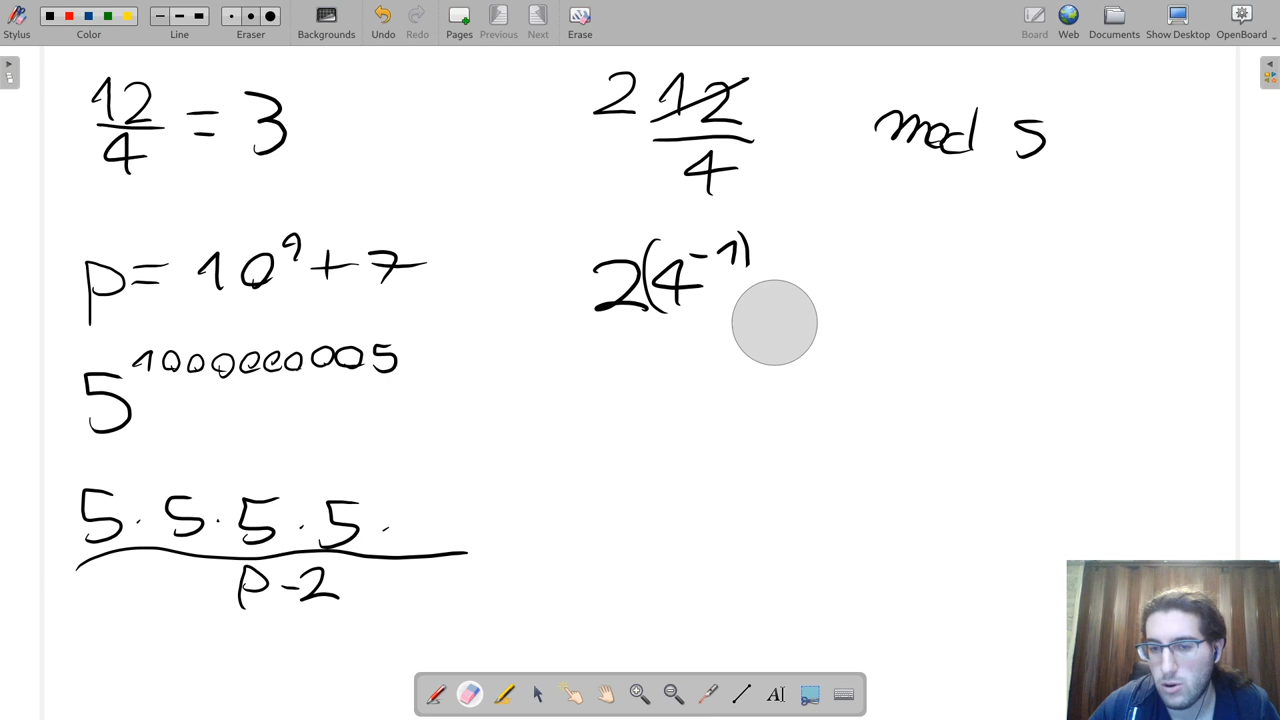 Stylus Color Line Eraser Backgrounds Undo Redo Pages Previous Next Erase Board Web Documents Show Desktop OpenBoard
12/4 = 3
2 12/4 mod 5
p = 10^9 + 7
2(4^-1)
5^1000000005
5 · 5 · 5 · 5 ·
p - 2
AI